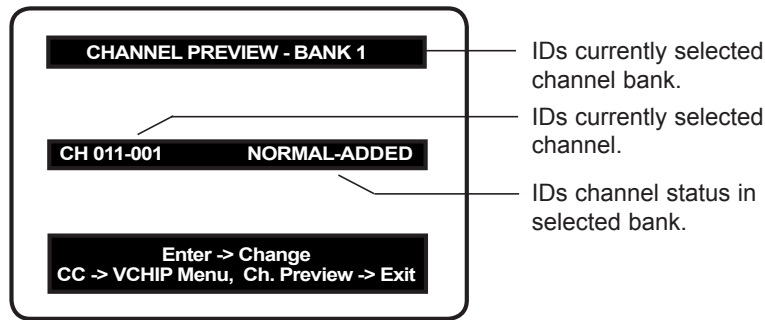 CHANNEL PREVIEW - BANK 1
IDs currently selected
channel bank.
IDs currently selected
channel.
CH 011-001 NORMAL-ADDED
IDs channel status in
selected bank.
Enter -> Change
CC -> VCHIP Menu, Ch. Preview -> Exit